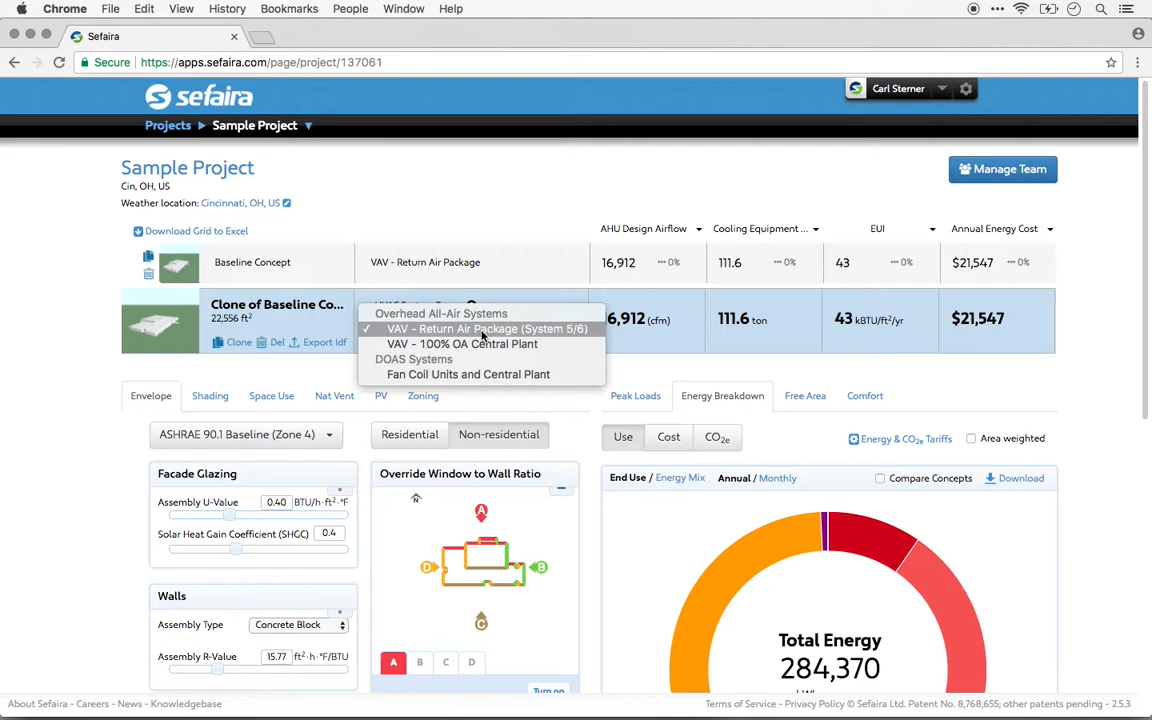 Chrome File Edit View History Bookmarks People Window Help
Sefaira
Secure https://apps.sefaira.com/page/project/137061
sefaira
Carl Sterner
Projects Sample Project
Sample Project
Cin, OH, US
Weather location: Cincinnati, OH, US
Manage Team
Download Grid to Excel
AHU Design Airflow Cooling Equipment ... EUI Annual Energy Cost
Baseline Concept VAV - Return Air Package 16,912 0% 111.6 0% 43 0% $21,547 0%
Clone of Baseline Co...
22,556 ft²
Clone Del Export Idf
Overhead All-Air Systems
✓ VAV - Return Air Package (System 5/6)
VAV - 100% OA Central Plant
DOAS Systems
Fan Coil Units and Central Plant
6,912 (cfm) 111.6 ton 43 kBTU/ft²/yr $21,547
Envelope Shading Space Use Nat Vent PV Zoning
Peak Loads Energy Breakdown Free Area Comfort
ASHRAE 90.1 Baseline (Zone 4)
Residential Non-residential
Use Cost CO₂e
Energy & CO₂e Tariffs Area weighted
Facade Glazing
Assembly U-Value 0.40 BTU/h·ft²·°F
Solar Heat Gain Coefficient (SHGC) 0.4
Walls
Assembly Type Concrete Block
Assembly R-Value 15.77 ft²·h·°F/BTU
Override Window to Wall Ratio
N
A
D B
C
A B C D
Turn on
End Use / Energy Mix Annual / Monthly Compare Concepts Download
Total Energy
284,370
About Sefaira - Careers - News - Knowledgebase
Terms of Service - Privacy Policy © Sefaira Ltd. Patent No. 8,768,655; other patents pending - 2.5.3